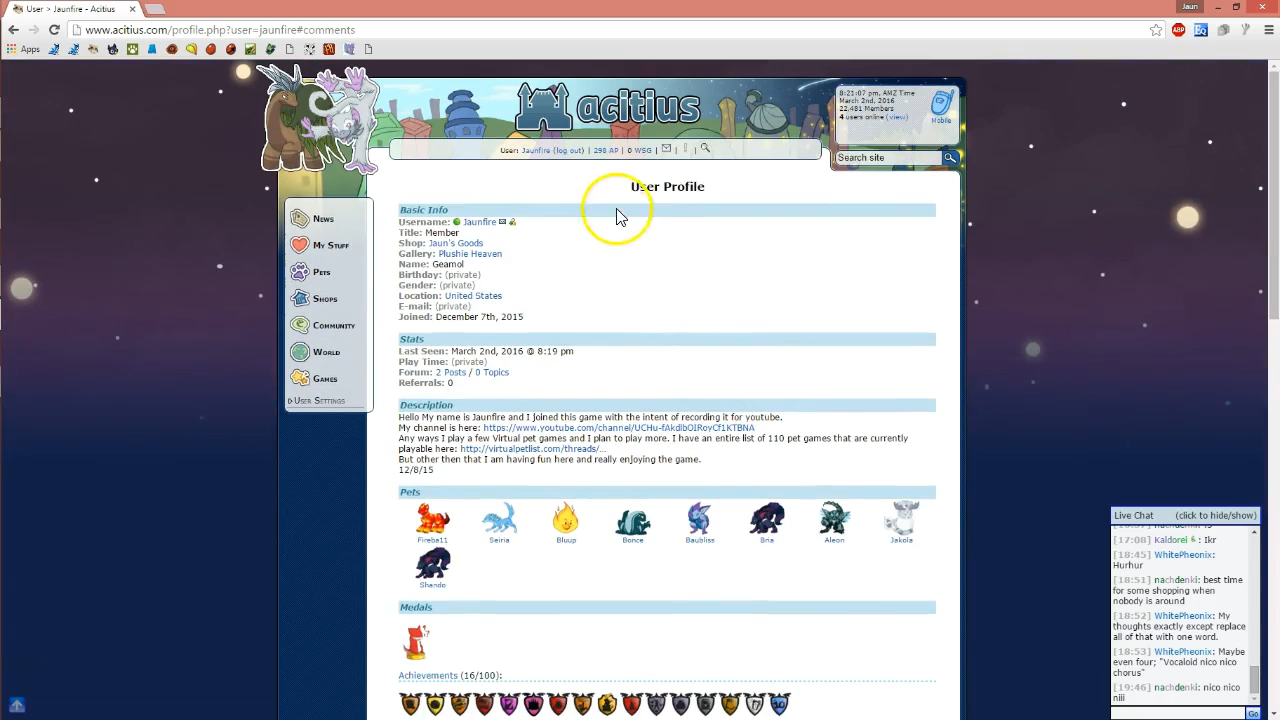 User > Jaunfire - Acitius
Jaun
www.acitius.com/profile.php?user=jaunfire#comments
Apps
acitius
8:21:07 pm, AMZ Time
March 2nd, 2016
22,481 Members
4 users online (view)
Mobile
User: Jaunfire (log out) | 298 AP | 0 WSG
Search site
User Profile
News
My Stuff
Pets
Shops
Community
World
Games
User Settings
Basic Info
Username: Jaunfire
Title: Member
Shop: Jaun's Goods
Gallery: Plushie Heaven
Name: Geamol
Birthday: (private)
Gender: (private)
Location: United States
E-mail: (private)
Joined: December 7th, 2015
Stats
Last Seen: March 2nd, 2016 @ 8:19 pm
Play Time: (private)
Forum: 2 Posts / 0 Topics
Referrals: 0
Description
Hello My name is Jaunfire and I joined this game with the intent of recording it for youtube.
My channel is here: https://www.youtube.com/channel/UCHu-fAkdlbOIRoyCf1KTBNA
Any ways I play a few Virtual pet games and I plan to play more. I have an entire list of 110 pet games that are currently
playable here: http://virtualpetlist.com/threads/...
But other then that I am having fun here and really enjoying the game.
12/8/15
Pets
Fireba11 Seiria Bluup Bonce Baubliss Bria Aleon Jakola
Shando
Medals
Achievements (16/100):
Live Chat (click to hide/show)
nachdenki:
[17:08] Kaldorei : Ikr
[18:45] WhitePheonix:
Hurhur
[18:51] nachdenki: best time
for some shopping when
nobody is around
[18:52] WhitePheonix: My
thoughts exactly except replace
all of that with one word.
[18:53] WhitePheonix: Maybe
even four; "Vocaloid nico nico
chorus"
[19:46] nachdenki: nico nico
niii
Go